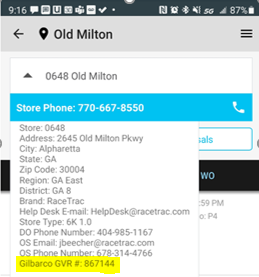 9:16
5G 87%
Old Milton
0648 Old Milton
Store Phone: 770-667-8550
Store: 0648
Address: 2645 Old Milton Pkwy
City: Alpharetta
State: GA
Zip Code: 30004
Region: GA East
District: GA 8
Brand: RaceTrac
Help Desk E-mail: HelpDesk@racetrac.com
Store Type: 6K 1.0
DO Phone Number: 404-985-1167
OS Email: jbeecher@racetrac.com
OS Phone Number: 678-314-4766
Gilbarco GVR #: 867144
sals
WO
:59 PM
o: P4